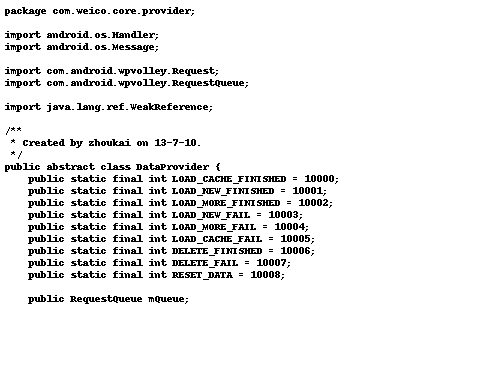 package com.weico.core.provider;

import android.os.Handler;
import android.os.Message;

import com.android.wpvolley.Request;
import com.android.wpvolley.RequestQueue;

import java.lang.ref.WeakReference;

/**
 * Created by zhoukai on 13-7-10.
 */
public abstract class DataProvider {
    public static final int LOAD_CACHE_FINISHED = 10000;
    public static final int LOAD_NEW_FINISHED = 10001;
    public static final int LOAD_MORE_FINISHED = 10002;
    public static final int LOAD_NEW_FAIL = 10003;
    public static final int LOAD_MORE_FAIL = 10004;
    public static final int LOAD_CACHE_FAIL = 10005;
    public static final int DELETE_FINISHED = 10006;
    public static final int DELETE_FAIL = 10007;
    public static final int RESET_DATA = 10008;

    public RequestQueue mQueue;